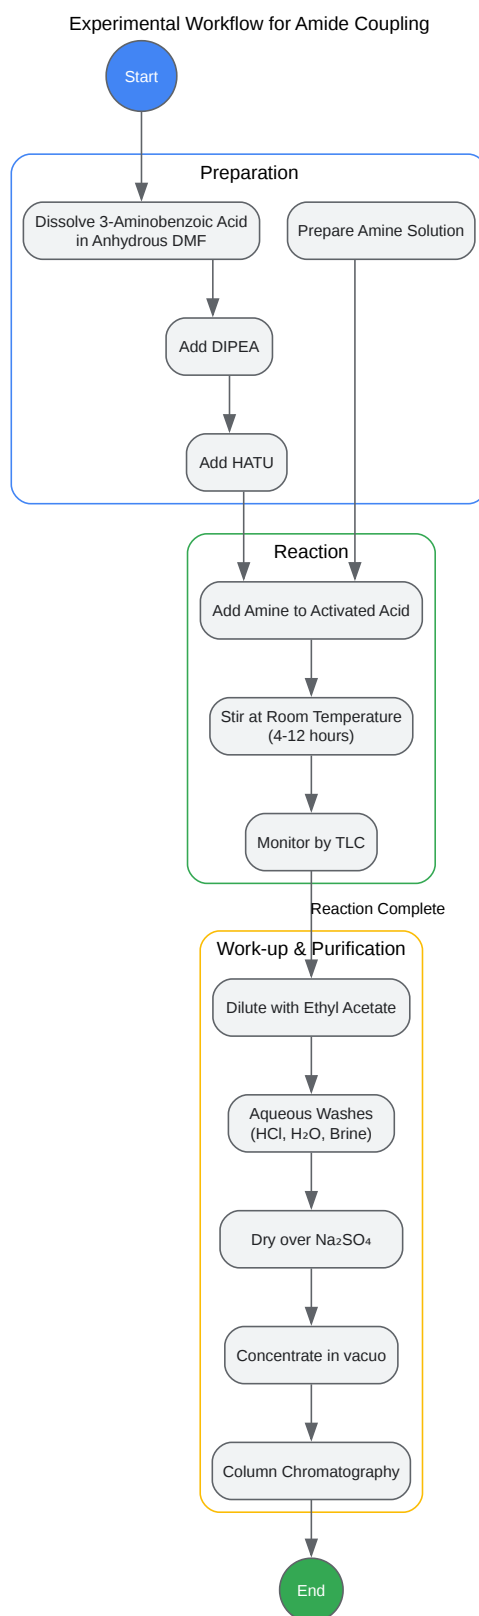 Experimental Workflow for Amide Coupling
Start
Preparation
Dissolve 3-Aminobenzoic Acid
in Anhydrous DMF
Prepare Amine Solution
Add DIPEA
Add HATU
Reaction
Add Amine to Activated Acid
Stir at Room Temperature
(4-12 hours)
Monitor by TLC
Reaction Complete
Work-up & Purification
Dilute with Ethyl Acetate
Aqueous Washes
(HCl, H₂O, Brine)
Dry over Na₂SO₄
Concentrate in vacuo
Column Chromatography
End